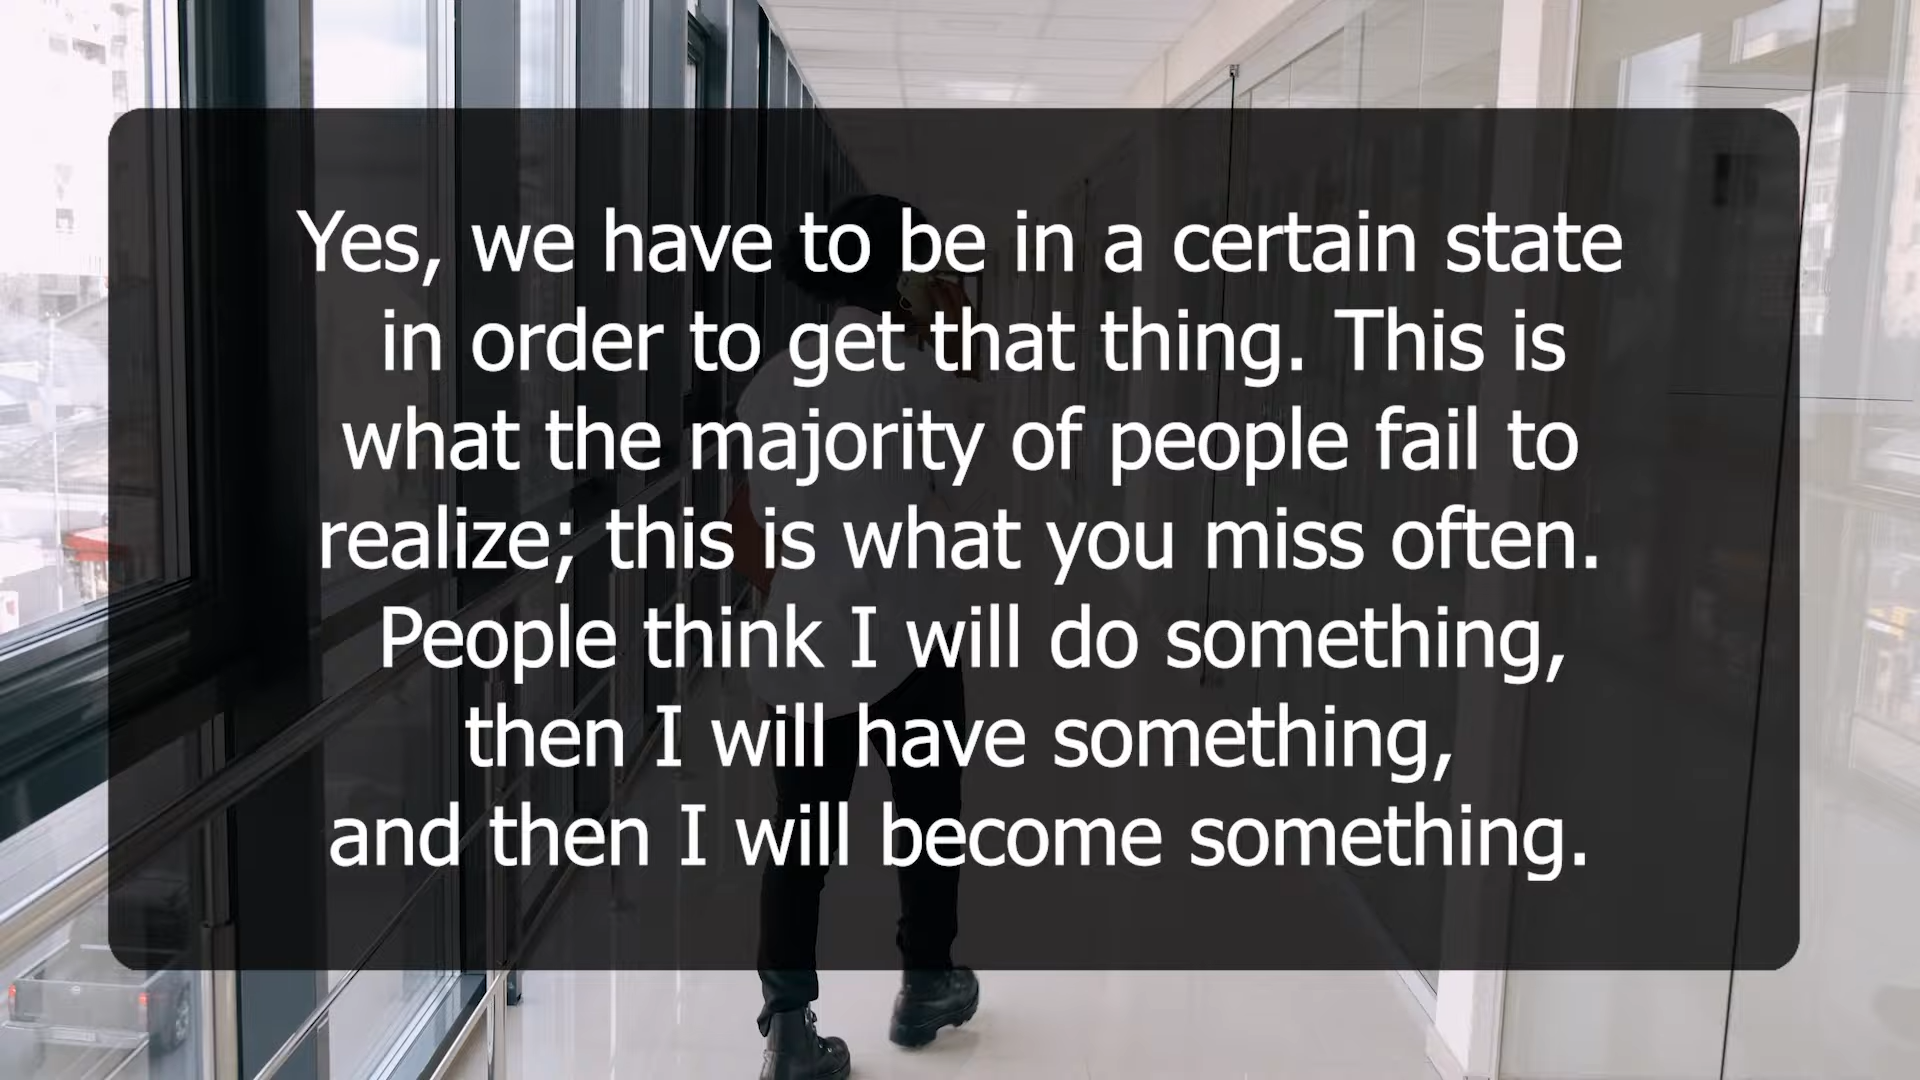 Yes, we have to be in a certain state
in order to get that thing. This is
what the majority of people fail to
realize; this is what you miss often.
People think I will do something,
then I will have something,
and then I will become something.